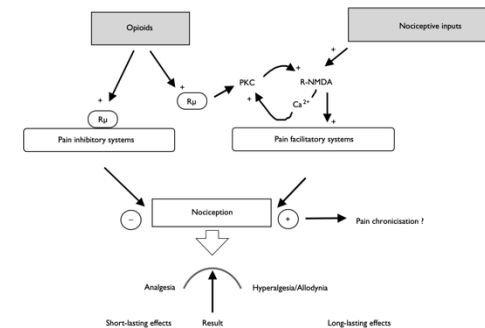 Opioids
Nociceptive inputs
+
+
+
Rμ
PKC
+
R-NMDA
Ca2+
+
Rμ
+
Pain inhibitory systems
Pain facilitatory systems
−
Nociception
+
Pain chronicisation ?
Analgesia
Hyperalgesia/Allodynia
Short-lasting effects
Result
Long-lasting effects